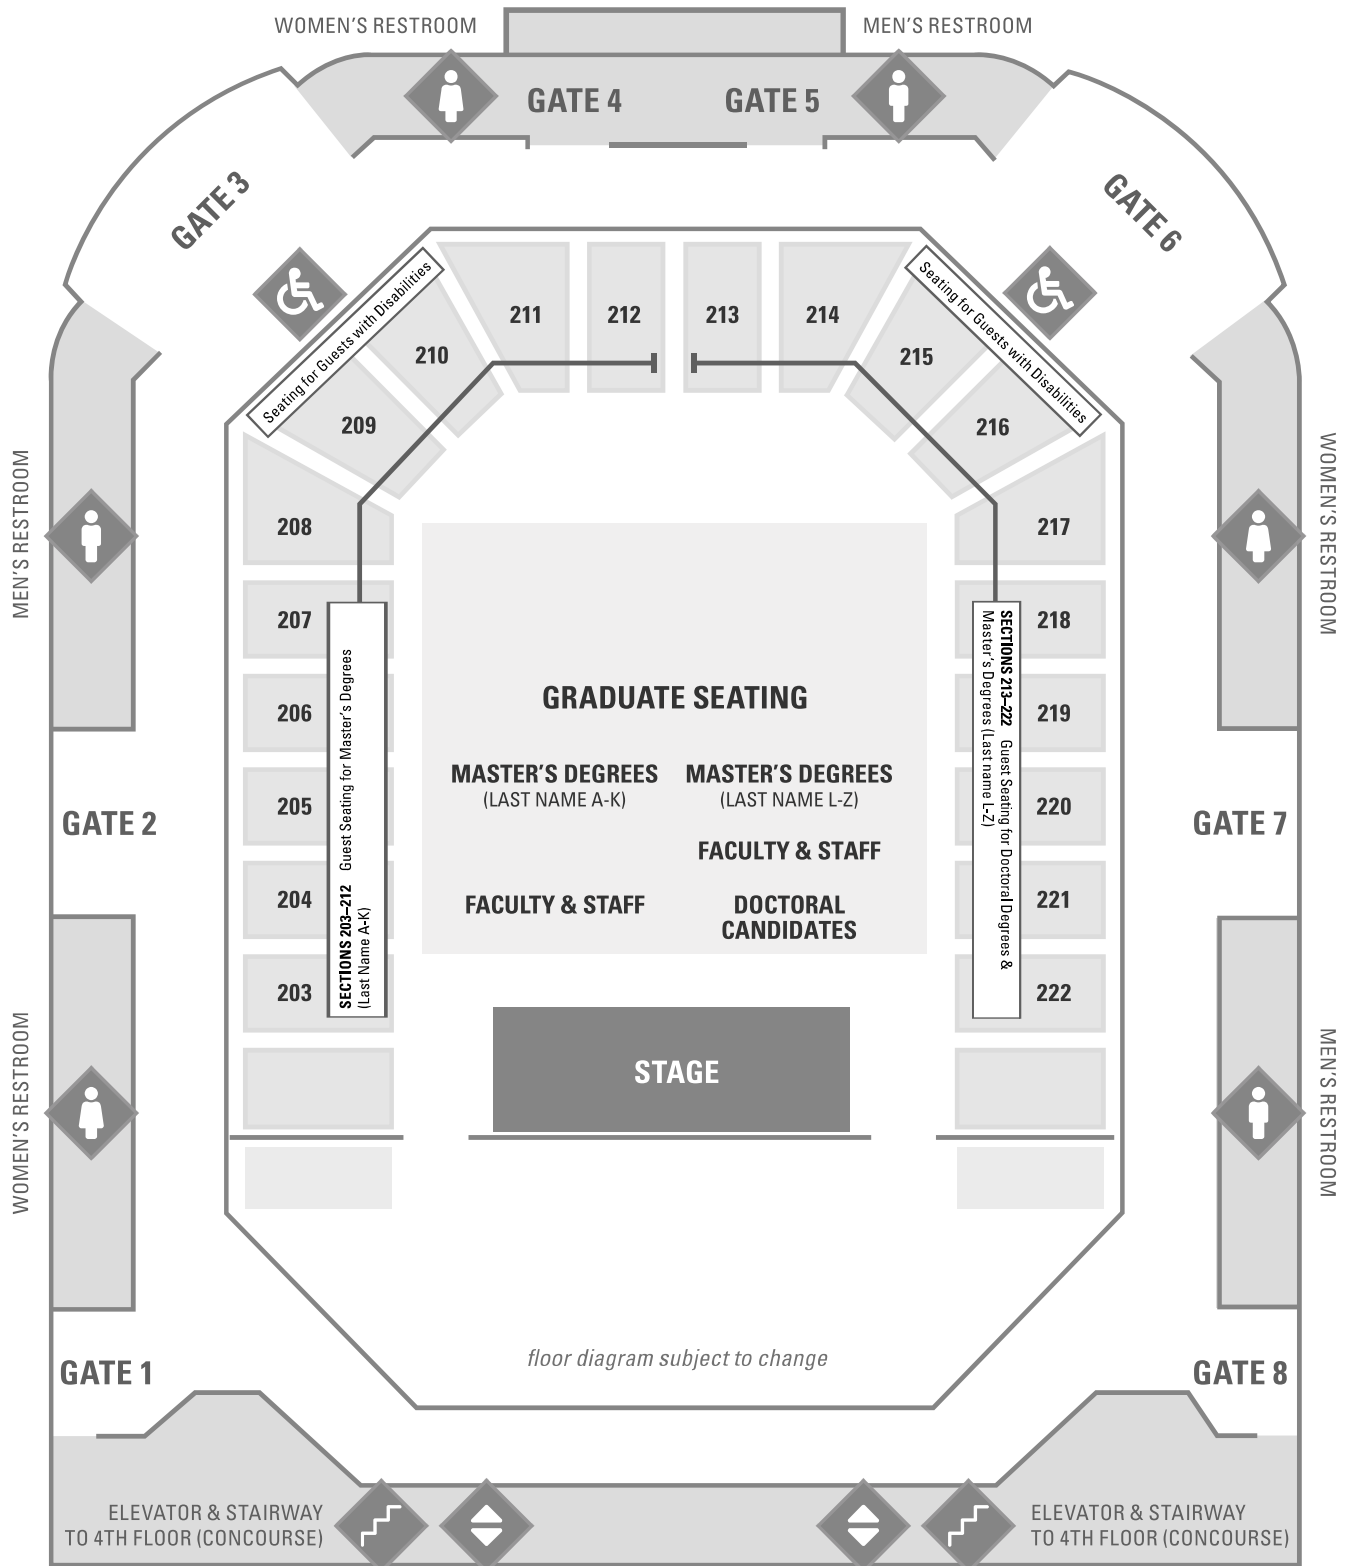 WOMEN'S RESTROOM
MEN'S RESTROOM
GATE 4
GATE 5
GATE 3
GATE 6
Seating for Guests with Disabilities
Seating for Guests with Disabilities
211
212
213
214
210
215
209
216
208
217
MEN'S RESTROOM
WOMEN'S RESTROOM
207
218
206
219
205
220
204
221
203
222
SECTIONS 203–212 Guest Seating for Master's Degrees
(Last Name A-K)
SECTIONS 213–222 Guest Seating for Doctoral Degrees &
Master's Degrees (Last name L-Z)
GRADUATE SEATING
MASTER'S DEGREES
(LAST NAME A-K)
MASTER'S DEGREES
(LAST NAME L-Z)
FACULTY & STAFF
FACULTY & STAFF
DOCTORAL
CANDIDATES
GATE 2
GATE 7
STAGE
WOMEN'S RESTROOM
MEN'S RESTROOM
floor diagram subject to change
GATE 1
GATE 8
ELEVATOR & STAIRWAY
TO 4TH FLOOR (CONCOURSE)
ELEVATOR & STAIRWAY
TO 4TH FLOOR (CONCOURSE)